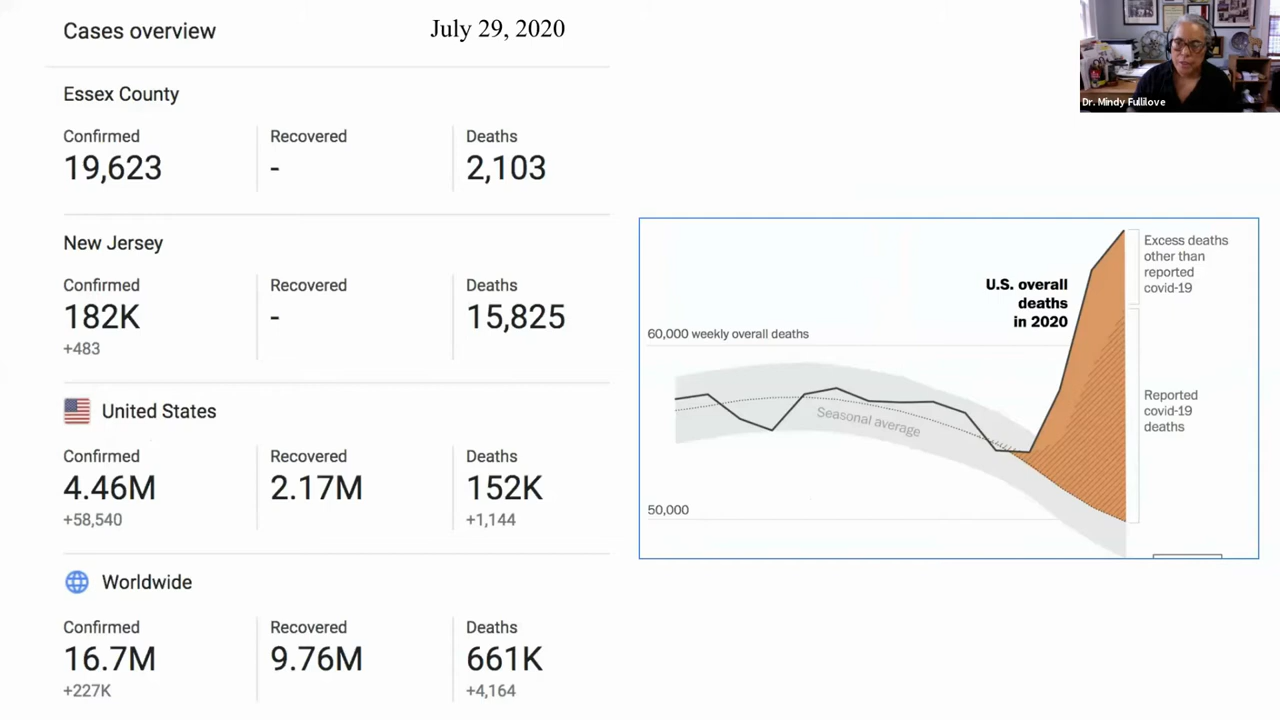 Cases overview
July 29, 2020
Dr. Mindy Fullilove
Essex County
Confirmed
Recovered
Deaths
19,623
-
2,103
New Jersey
Confirmed
Recovered
Deaths
182K
-
15,825
+483
United States
Confirmed
Recovered
Deaths
4.46M
2.17M
152K
+58,540
+1,144
Worldwide
Confirmed
Recovered
Deaths
16.7M
9.76M
661K
+227K
+4,164
Excess deaths
other than
reported
covid-19
U.S. overall
deaths
in 2020
60,000 weekly overall deaths
Seasonal average
Reported
covid-19
deaths
50,000